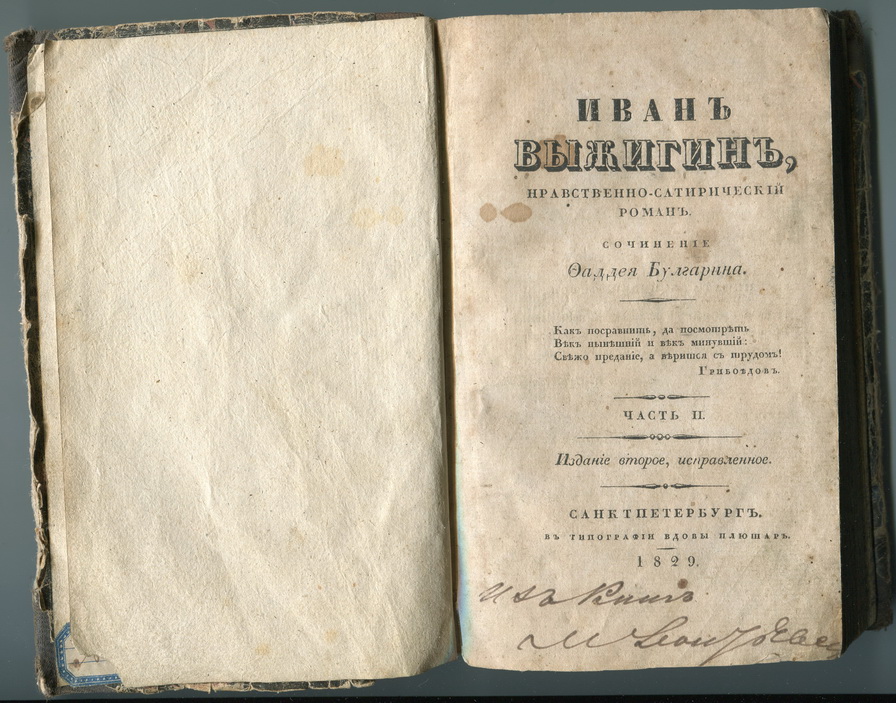 ИВАНЪ
ВЫЖИГИНЪ,
НРАВСТВЕННО-САТИРИЧЕСКІЙ
РОМАНЪ.
СОЧИНЕНІЕ
Ѳаддея Булгарина.
Какъ посравнить, да посмотрѣть
Вѣкъ нынѣшній и вѣкъ минувшій:
Свѣжо преданіе, а вѣрится съ трудомъ!
ГРИБОѢДОВЪ.
ЧАСТЬ II.
Изданіе второе, исправленное.
САНКТПЕТЕРБУРГЪ.
ВЪ ТИПОГРАФІИ ВДОВЫ ПЛЮШАРЪ.
1829.
Изъ Книгъ